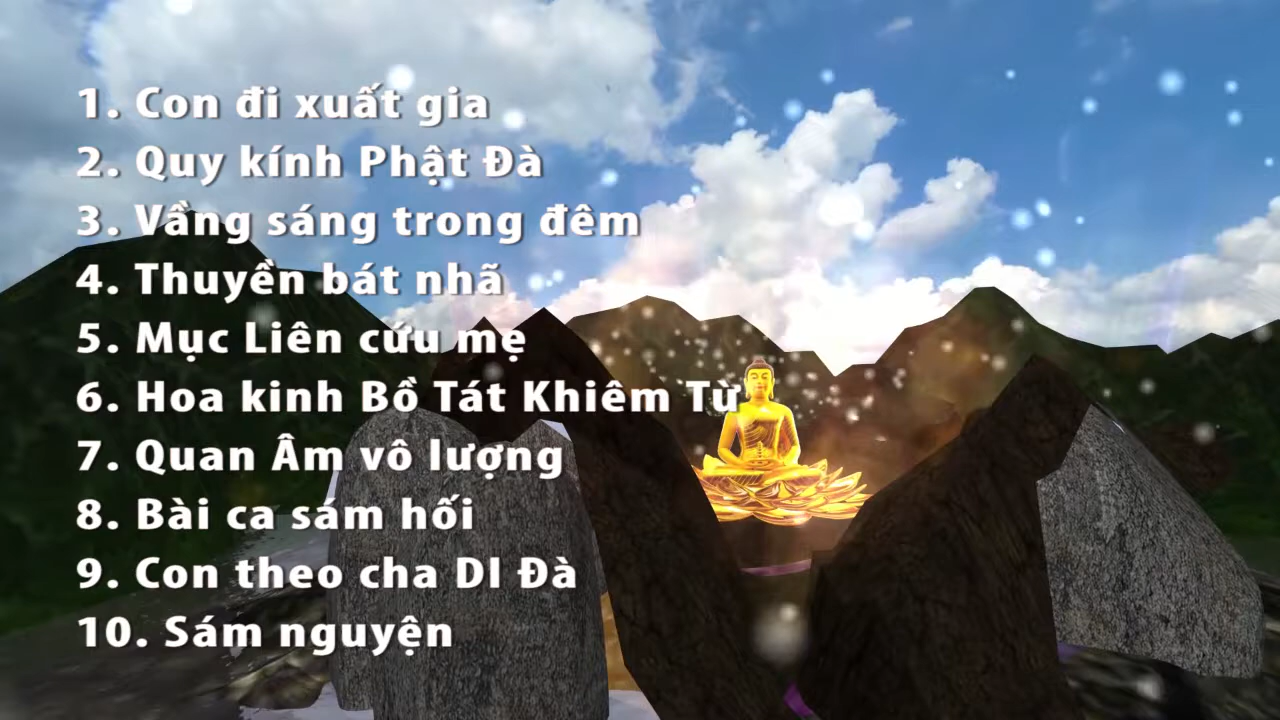 1. Con đi xuất gia
2. Quy kính Phật Đà
3. Vầng sáng trong đêm
4. Thuyền bát nhã
5. Mục Liên cứu mẹ
6. Hoa kinh Bồ Tát Khiêm Từ
7. Quan Âm vô lượng
8. Bài ca sám hối
9. Con theo cha DI Đà
10. Sám nguyện